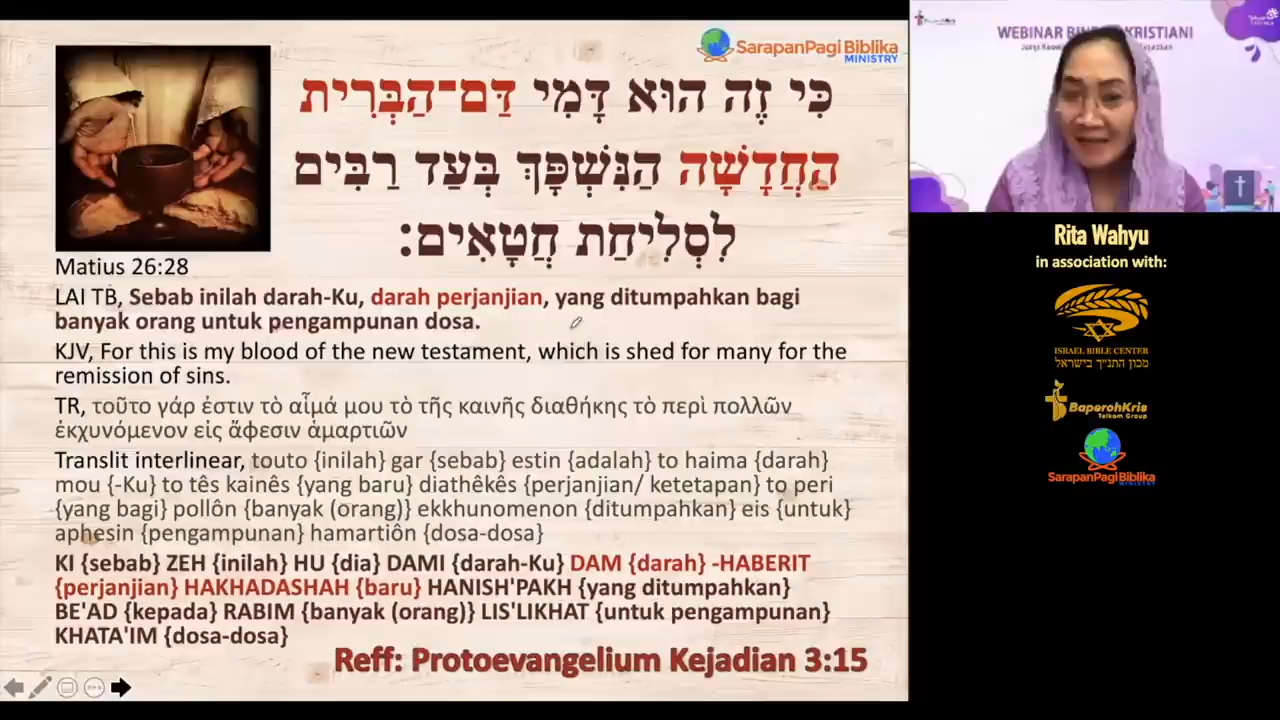 SarapanPagi Biblika
MINISTRY
כִּי זֶה הוּא דָּמִי דַּם־הַבְּרִית
הַחֲדָשָׁה הַנִּשְׁפָּךְ בְּעַד רַבִּים
לִסְלִיחַת חֲטָאִים׃
Matius 26:28
LAI TB, Sebab inilah darah-Ku, darah perjanjian, yang ditumpahkan bagi
banyak orang untuk pengampunan dosa.
KJV, For this is my blood of the new testament, which is shed for many for the
remission of sins.
TR, τοῦτο γάρ ἐστιν τὸ αἷμά μου τὸ τῆς καινῆς διαθήκης τὸ περὶ πολλῶν
ἐκχυνόμενον εἰς ἄφεσιν ἁμαρτιῶν
Translit interlinear, touto {inilah} gar {sebab} estin {adalah} to haima {darah}
mou {-Ku} to tês kainês {yang baru} diathêkês {perjanjian/ ketetapan} to peri
{yang bagi} pollôn {banyak (orang)} ekkhunomenon {ditumpahkan} eis {untuk}
aphesin {pengampunan} hamartiôn {dosa-dosa}
KI {sebab} ZEH {inilah} HU {dia} DAMI {darah-Ku} DAM {darah} -HABERIT
{perjanjian} HAKHADASHAH {baru} HANISH'PAKH {yang ditumpahkan}
BE'AD {kepada} RABIM {banyak (orang)} LIS'LIKHAT {untuk pengampunan}
KHATA'IM {dosa-dosa}
Reff: Protoevangelium Kejadian 3:15
WEBINAR KRISTIANI
Rita Wahyu
in association with:
ISRAEL BIBLE CENTER
מכון התנ"ך בישראל
BaperohKris
Telkom Group
SarapanPagi Biblika
MINISTRY